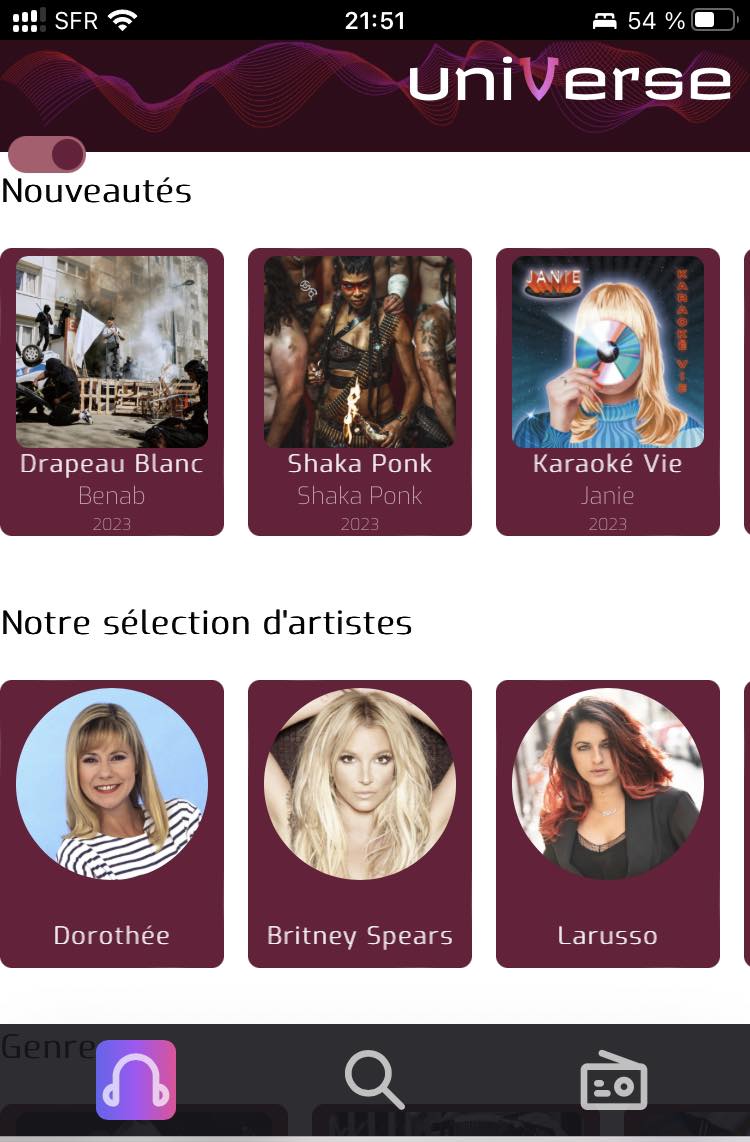 SFR 21:51 54 %
uniVerse
Nouveautés
JANIE
KARAOKÉ VIE
Drapeau Blanc Shaka Ponk Karaoké Vie
Benab Shaka Ponk Janie
2023 2023 2023
Notre sélection d'artistes
Dorothée Britney Spears Larusso
Genre